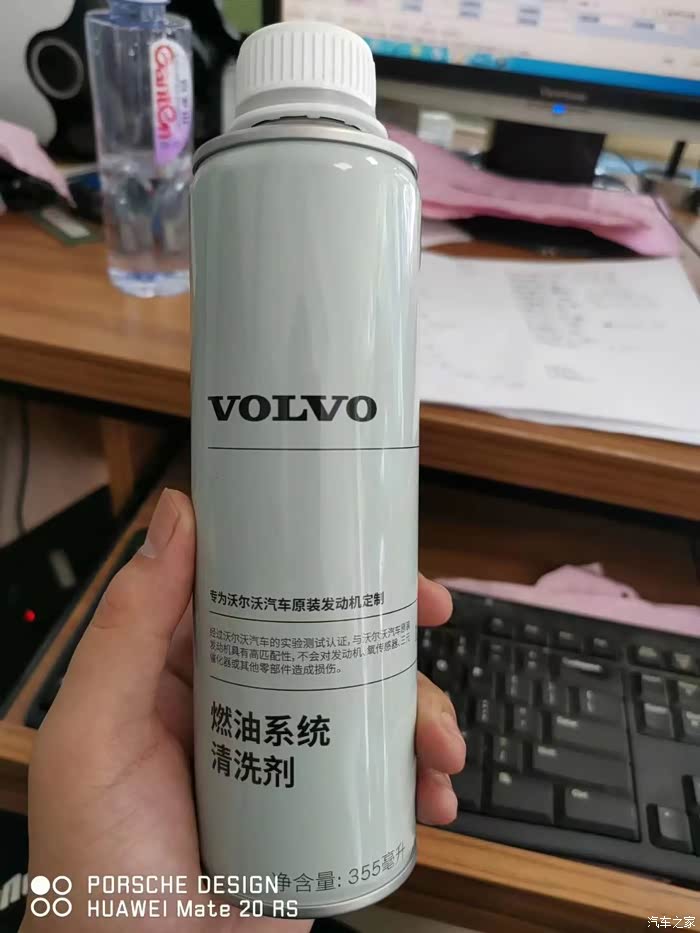 Ganten
VOLVO
专为沃尔沃汽车原装发动机定制
经过沃尔沃汽车的实验测试认证，与沃尔沃汽车原装
发动机具有高匹配性，不会对发动机、氧传感器、三元
催化器或其他零部件造成损伤。
燃油系统
清洗剂
净含量: 355毫升
PORSCHE DESIGN
HUAWEI Mate 20 RS
汽车之家